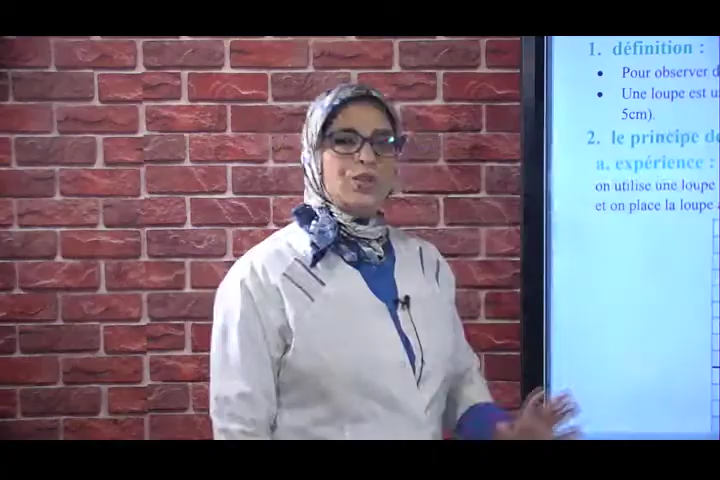 1. définition :
• Pour observer d
• Une loupe est u
5cm).
2. le principe de
a. expérience :
on utilise une loupe
et on place la loupe